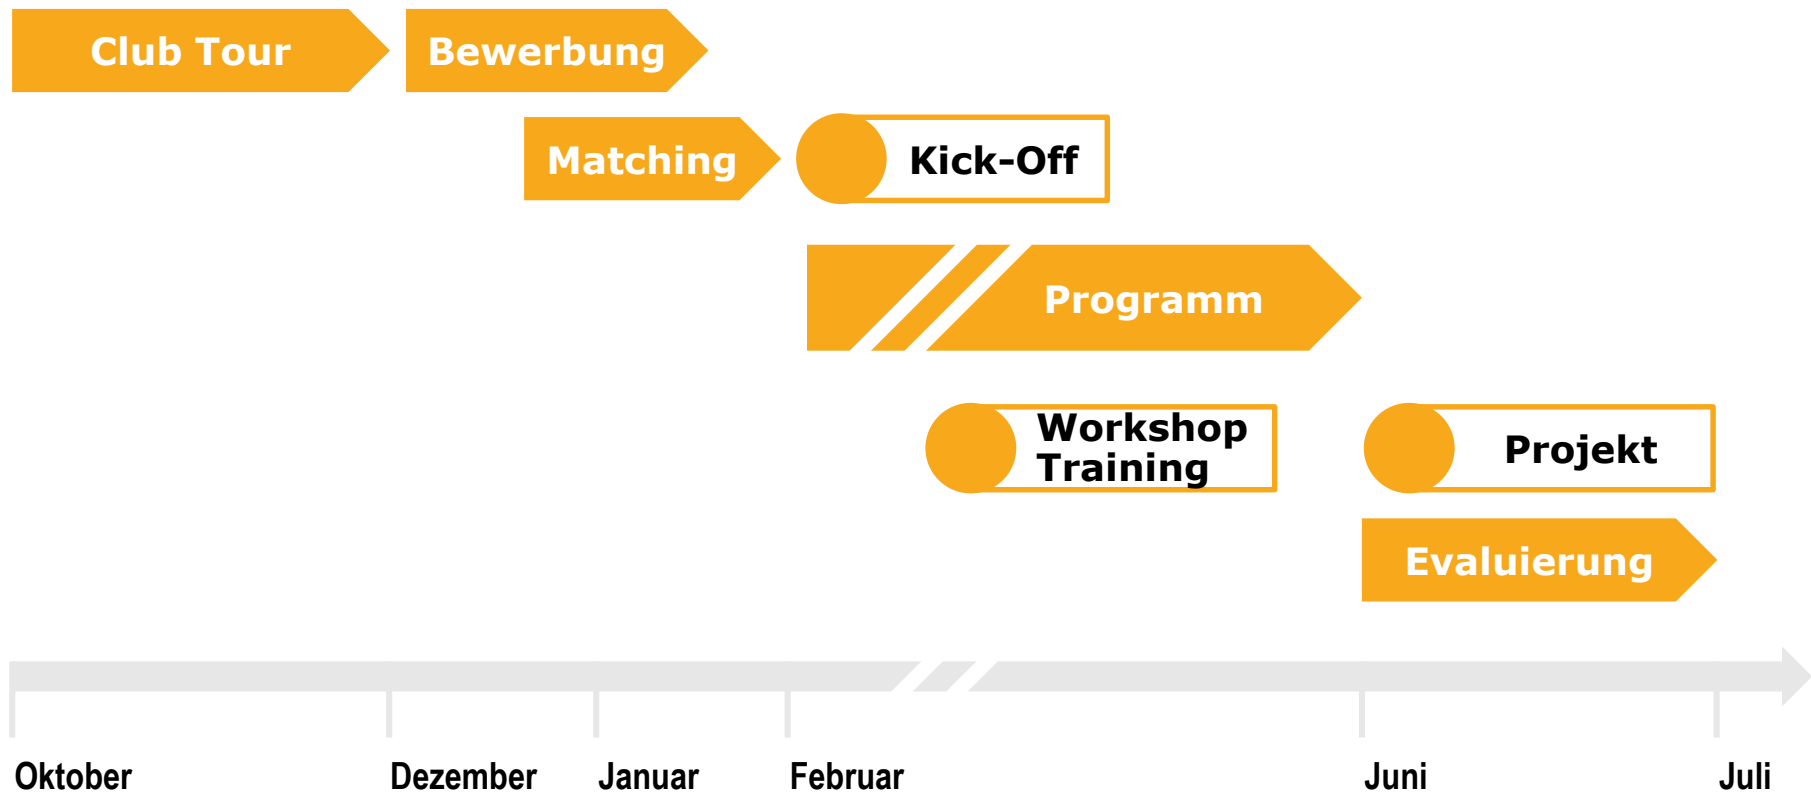 Club Tour
Bewerbung
Matching
Kick-Off
Programm
Workshop
Training
Projekt
Evaluierung
Oktober
Dezember
Januar
Februar
Juni
Juli